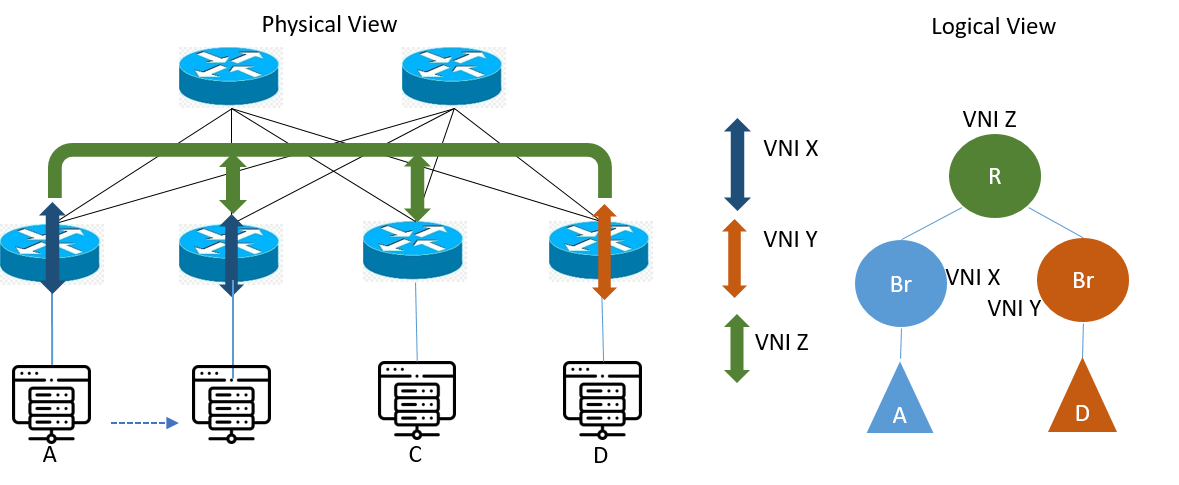 Physical View
Logical View
VNI X
VNI Y
VNI Z
A
C
D
VNI Z
R
Br
VNI X
VNI Y
Br
A
D